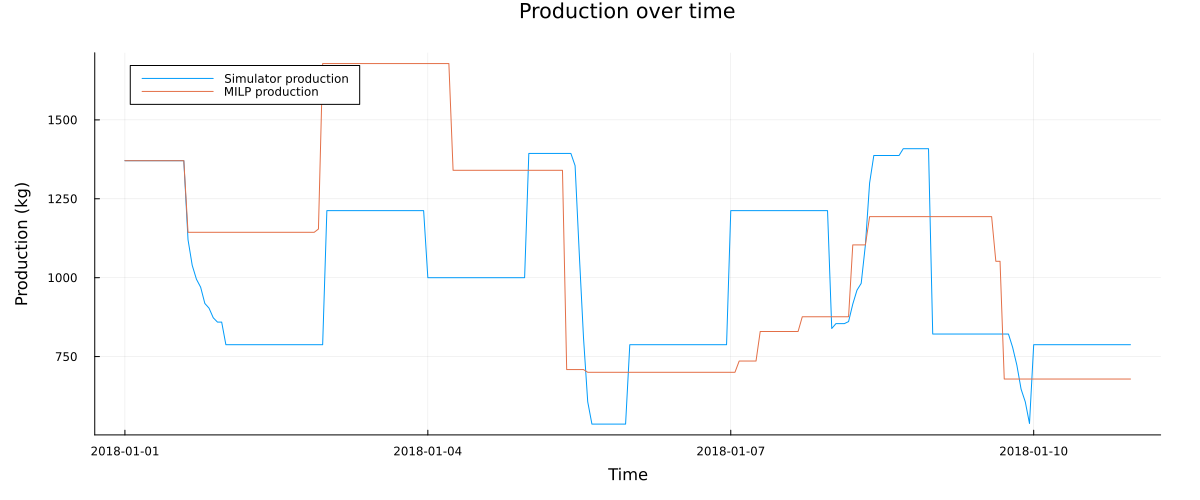 Production over time
Simulator production
MILP production
Production (kg)
1500
1250
1000
750
2018-01-01
2018-01-04
2018-01-07
2018-01-10
Time